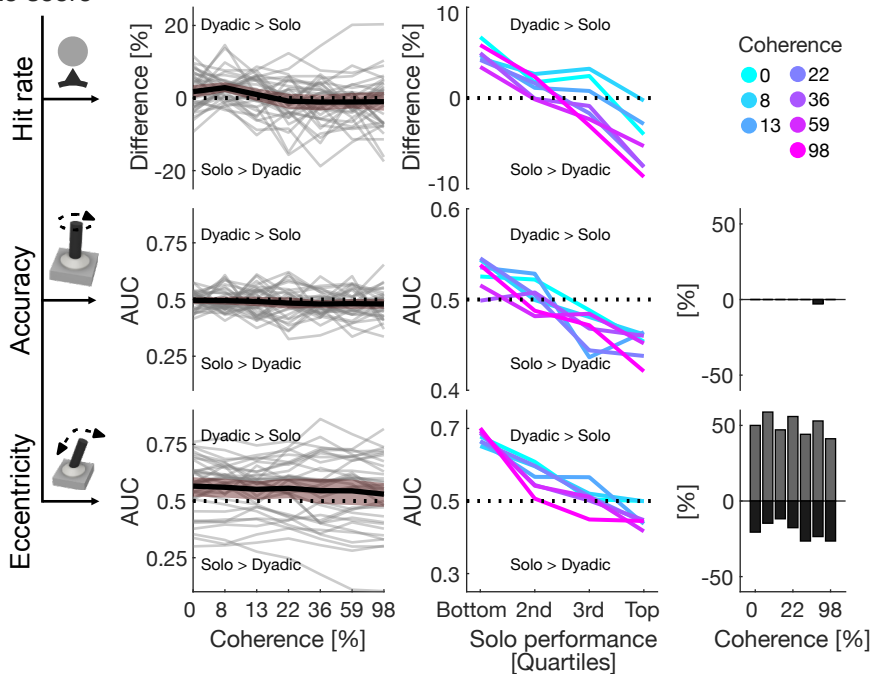 Hit rate
Difference [%]
20
0
-20
Dyadic > Solo
Solo > Dyadic
Difference [%]
10
0
-10
Dyadic > Solo
Solo > Dyadic
Coherence
0
8
13
22
36
59
98
Accuracy
AUC
0.75
0.5
0.25
Dyadic > Solo
Solo > Dyadic
AUC
0.6
0.5
0.4
Dyadic > Solo
Solo > Dyadic
[%]
50
0
-50
Eccentricity
AUC
0.75
0.5
0.25
Dyadic > Solo
Solo > Dyadic
0 8 13 22 36 59 98
Coherence [%]
AUC
0.7
0.5
0.3
Dyadic > Solo
Solo > Dyadic
Bottom 2nd 3rd Top
Solo performance
[Quartiles]
[%]
50
0
-50
0 22 98
Coherence [%]